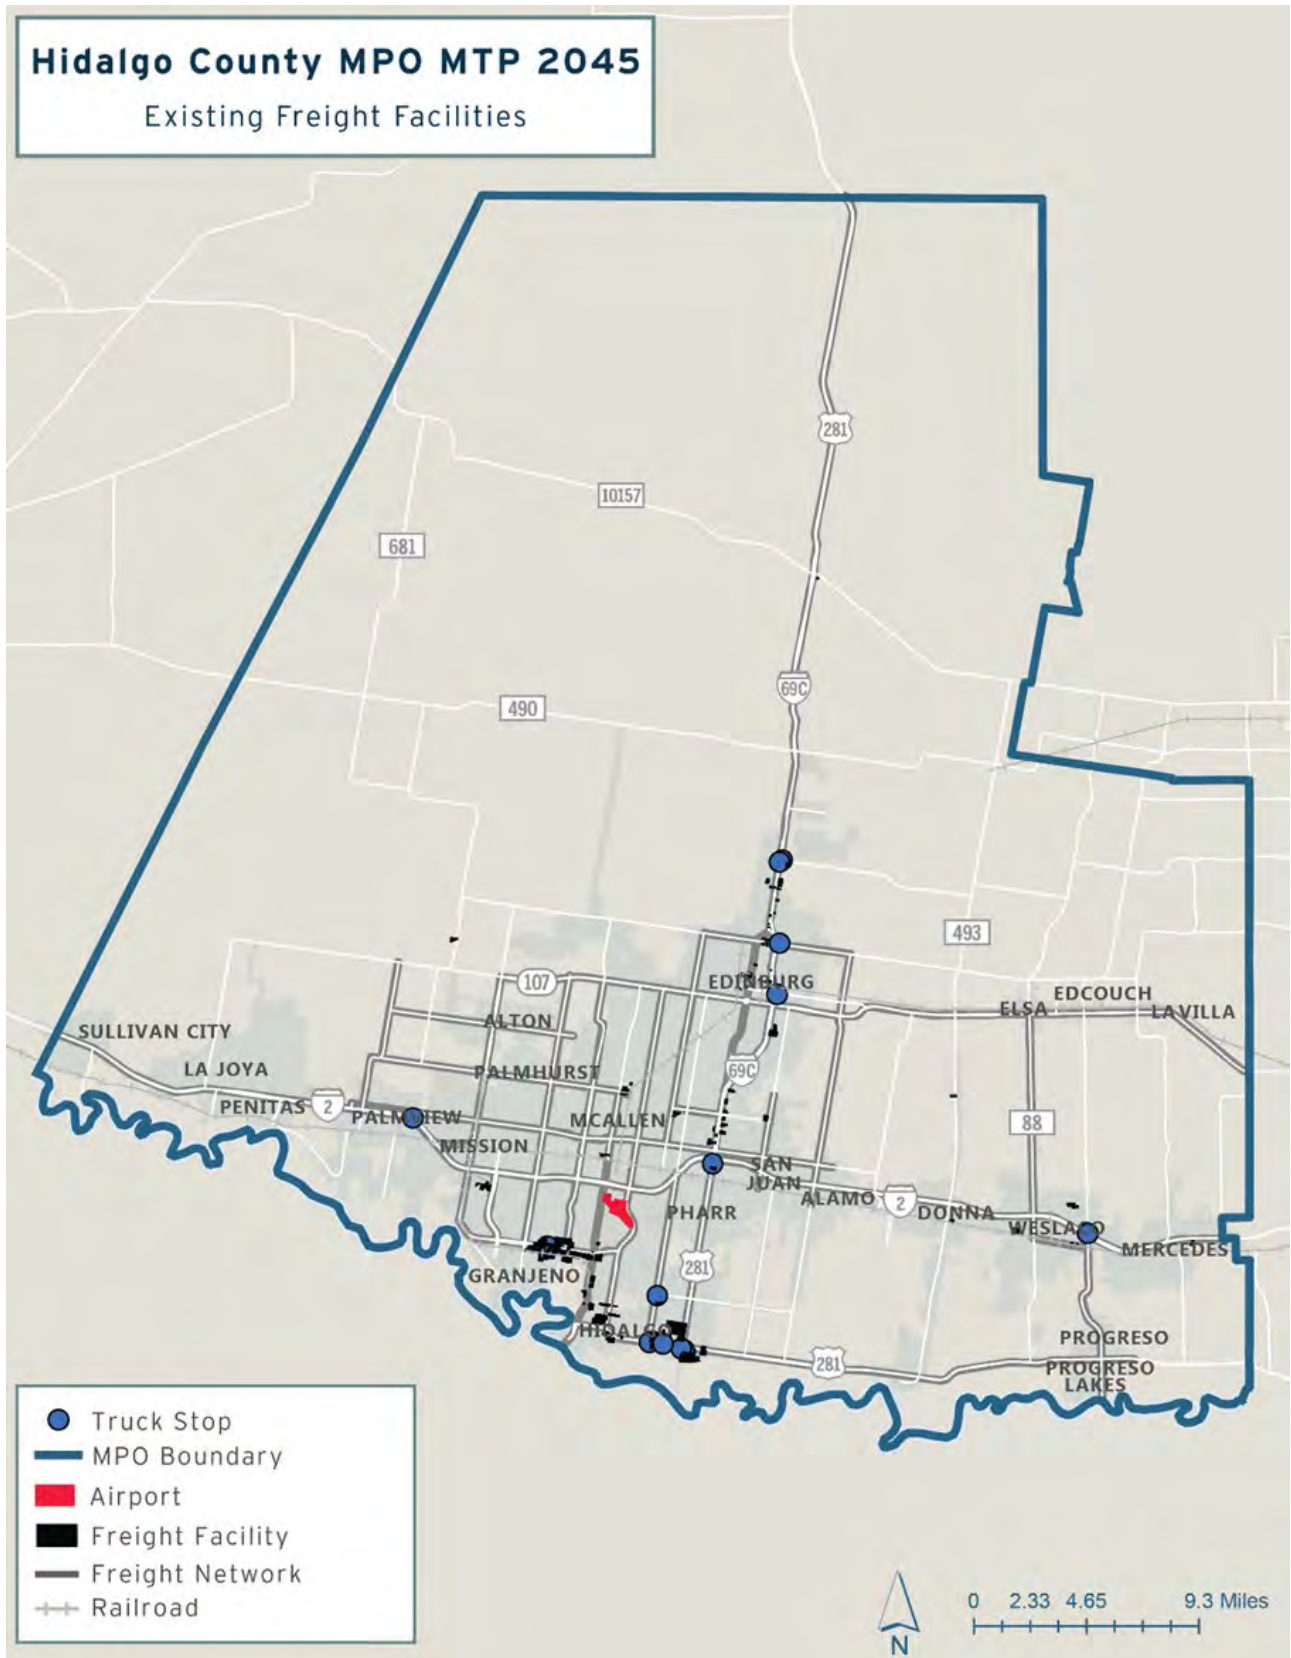 Hidalgo County MPO MTP 2045
Existing Freight Facilities
281
10157
681
69C
490
493
EDINBURG
107
EDCOUCH
ELSA
LA VILLA
ALTON
SULLIVAN CITY
LA JOYA
PALMHURST
69C
PENITAS
2
PALMVIEW
MCALLEN
88
MISSION
SAN
JUAN
ALAMO
2
DONNA
PHARR
WESLACO
MERCEDES
281
GRANJENO
HIDALGO
PROGRESO
281
PROGRESO
LAKES
Truck Stop
MPO Boundary
Airport
Freight Facility
Freight Network
Railroad
0 2.33 4.65 9.3 Miles
N